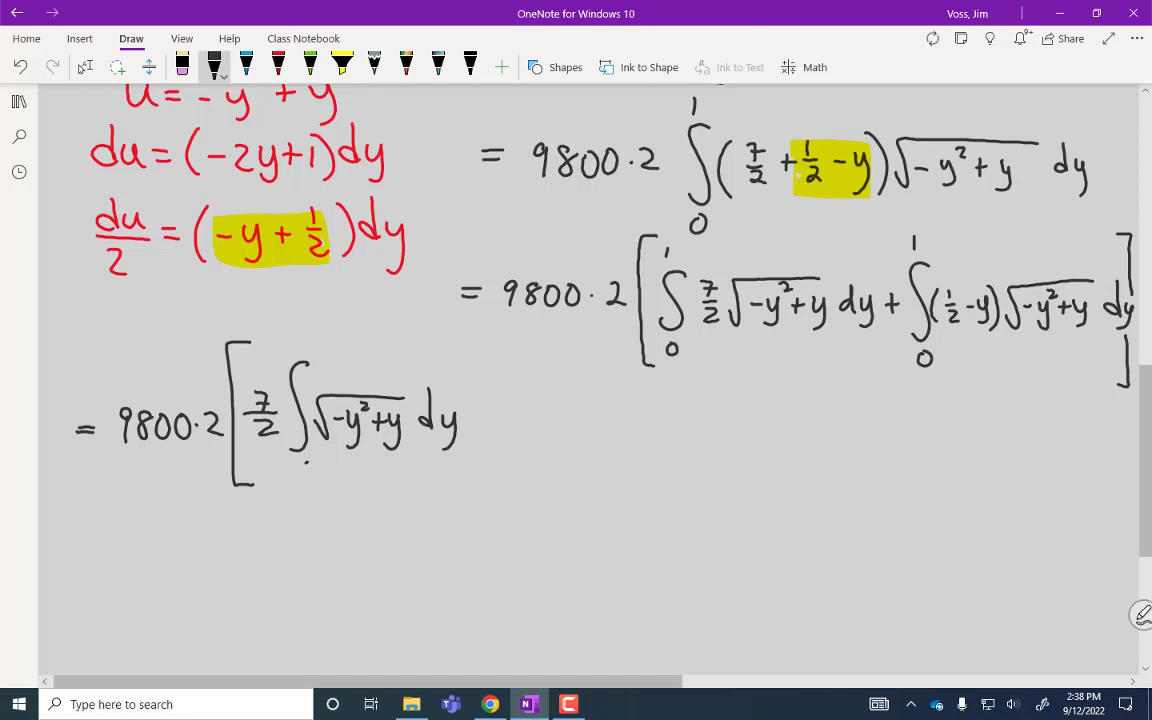 OneNote for Windows 10
Voss, Jim
Home Insert Draw View Help Class Notebook
Share
Shapes Ink to Shape Ink to Text Math
u = -y + y
du = (-2y+1)dy
du/2 = (-y + 1/2)dy
= 9800·2 ∫₀¹ (7/2 + 1/2 - y) √(-y² + y) dy
= 9800·2 [ ∫₀¹ 7/2 √(-y²+y) dy + ∫₀¹ (1/2 - y) √(-y²+y) dy ]
= 9800·2 [ 7/2 ∫ √(-y²+y) dy
Type here to search
2:38 PM
9/12/2022